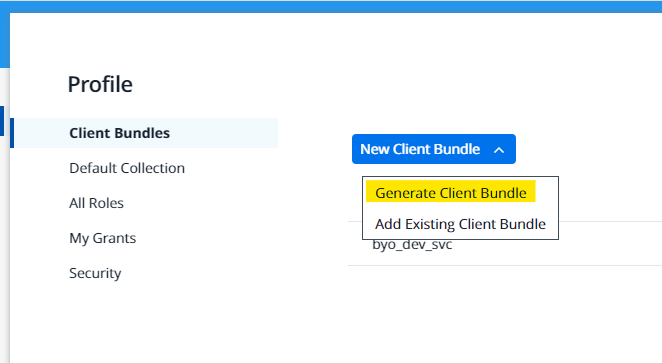 Profile
Client Bundles
Default Collection
All Roles
My Grants
Security
New Client Bundle
Generate Client Bundle
Add Existing Client Bundle
byo_dev_svc